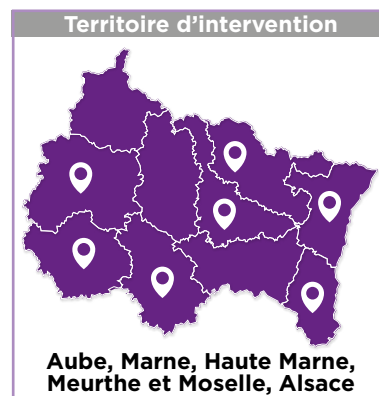 Territoire d’intervention
Aube, Marne, Haute Marne,
Meurthe et Moselle, Alsace